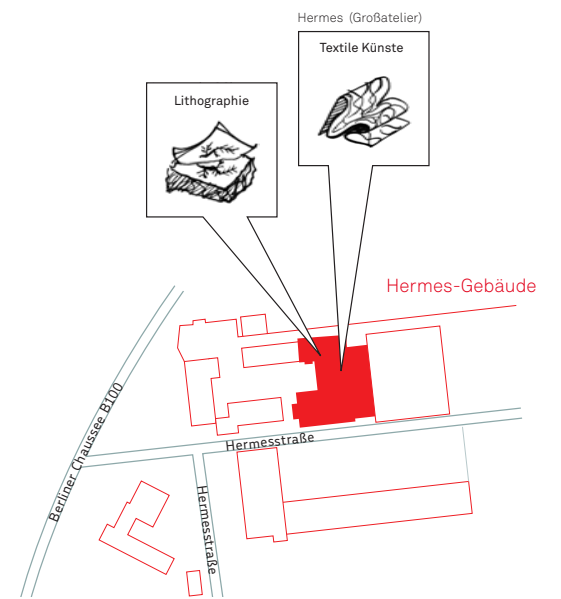 Hermes (Großatelier)
Textile Künste
Lithographie
Hermes-Gebäude
Berliner Chaussee B100
Hermesstraße
Hermesstraße